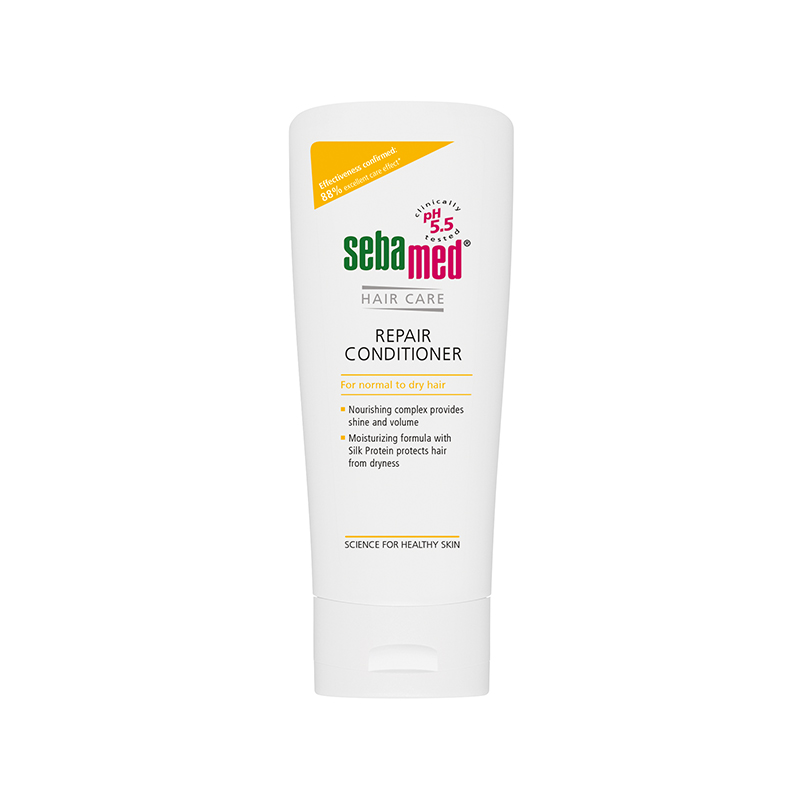 Effectiveness confirmed:
88% excellent care effect*
clinically
pH
5.5
tested
sebamed®
HAIR CARE
REPAIR
CONDITIONER
For normal to dry hair
Nourishing complex provides
shine and volume
Moisturizing formula with
Silk Protein protects hair
from dryness
SCIENCE FOR HEALTHY SKIN